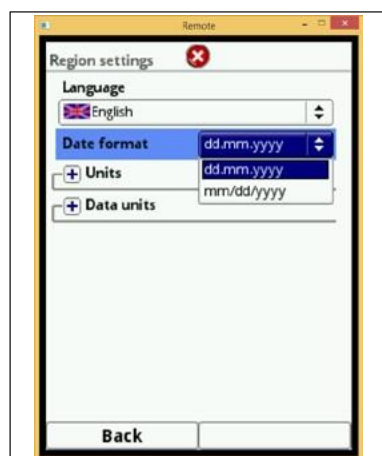 Remote
Region settings
Language
English
Date format dd.mm.yyyy
dd.mm.yyyy
Units
mm/dd/yyyy
Data units
Back